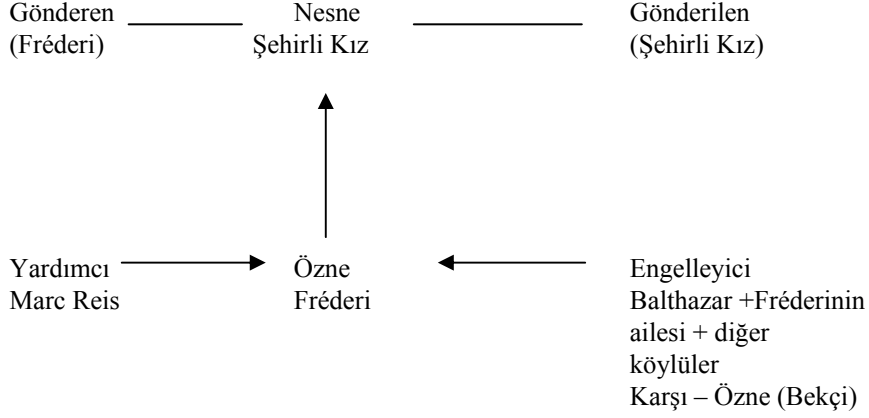 Gönderen Nesne Gönderilen
(Fréderi) Şehirli Kız (Şehirli Kız)
Yardımcı Özne Engelleyici
Marc Reis Fréderi Balthazar +Fréderinin
ailesi + diğer
köylüler
Karşı – Özne (Bekçi)